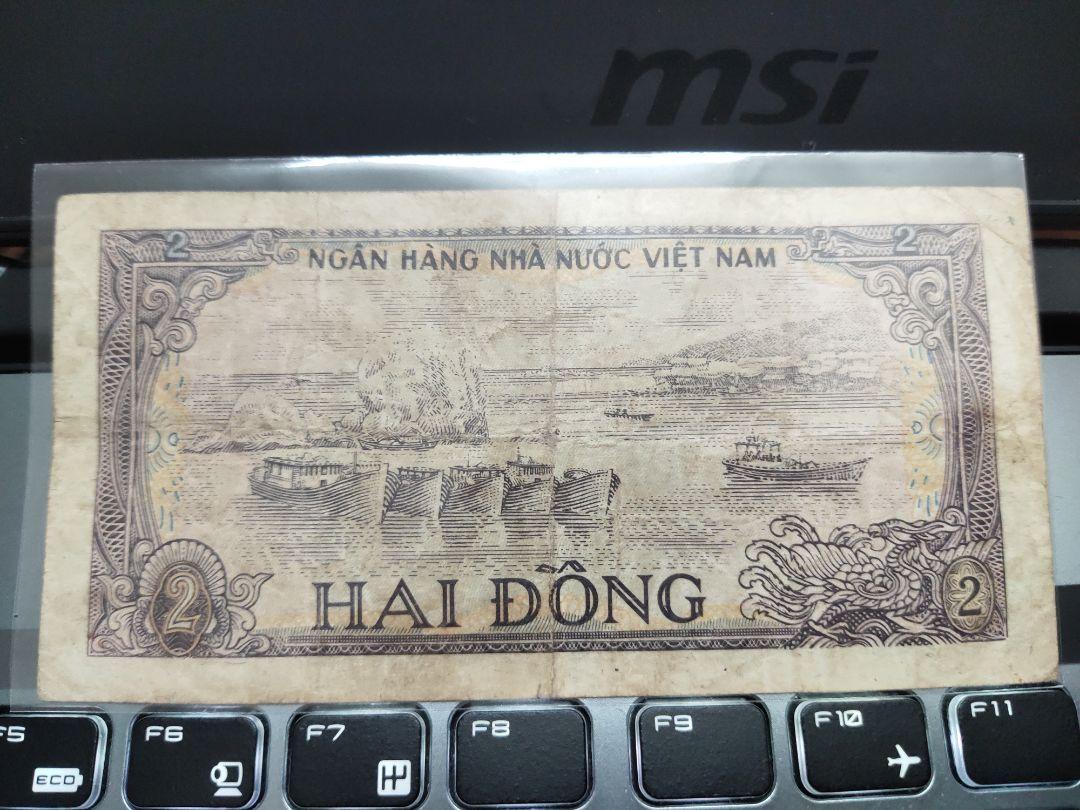 msi
2 2
NGÂN HÀNG NHÀ NƯỚC VIỆT NAM
HAI ĐỒNG
2 2
F5 F6 F7 F8 F9 F10 F11
ECO